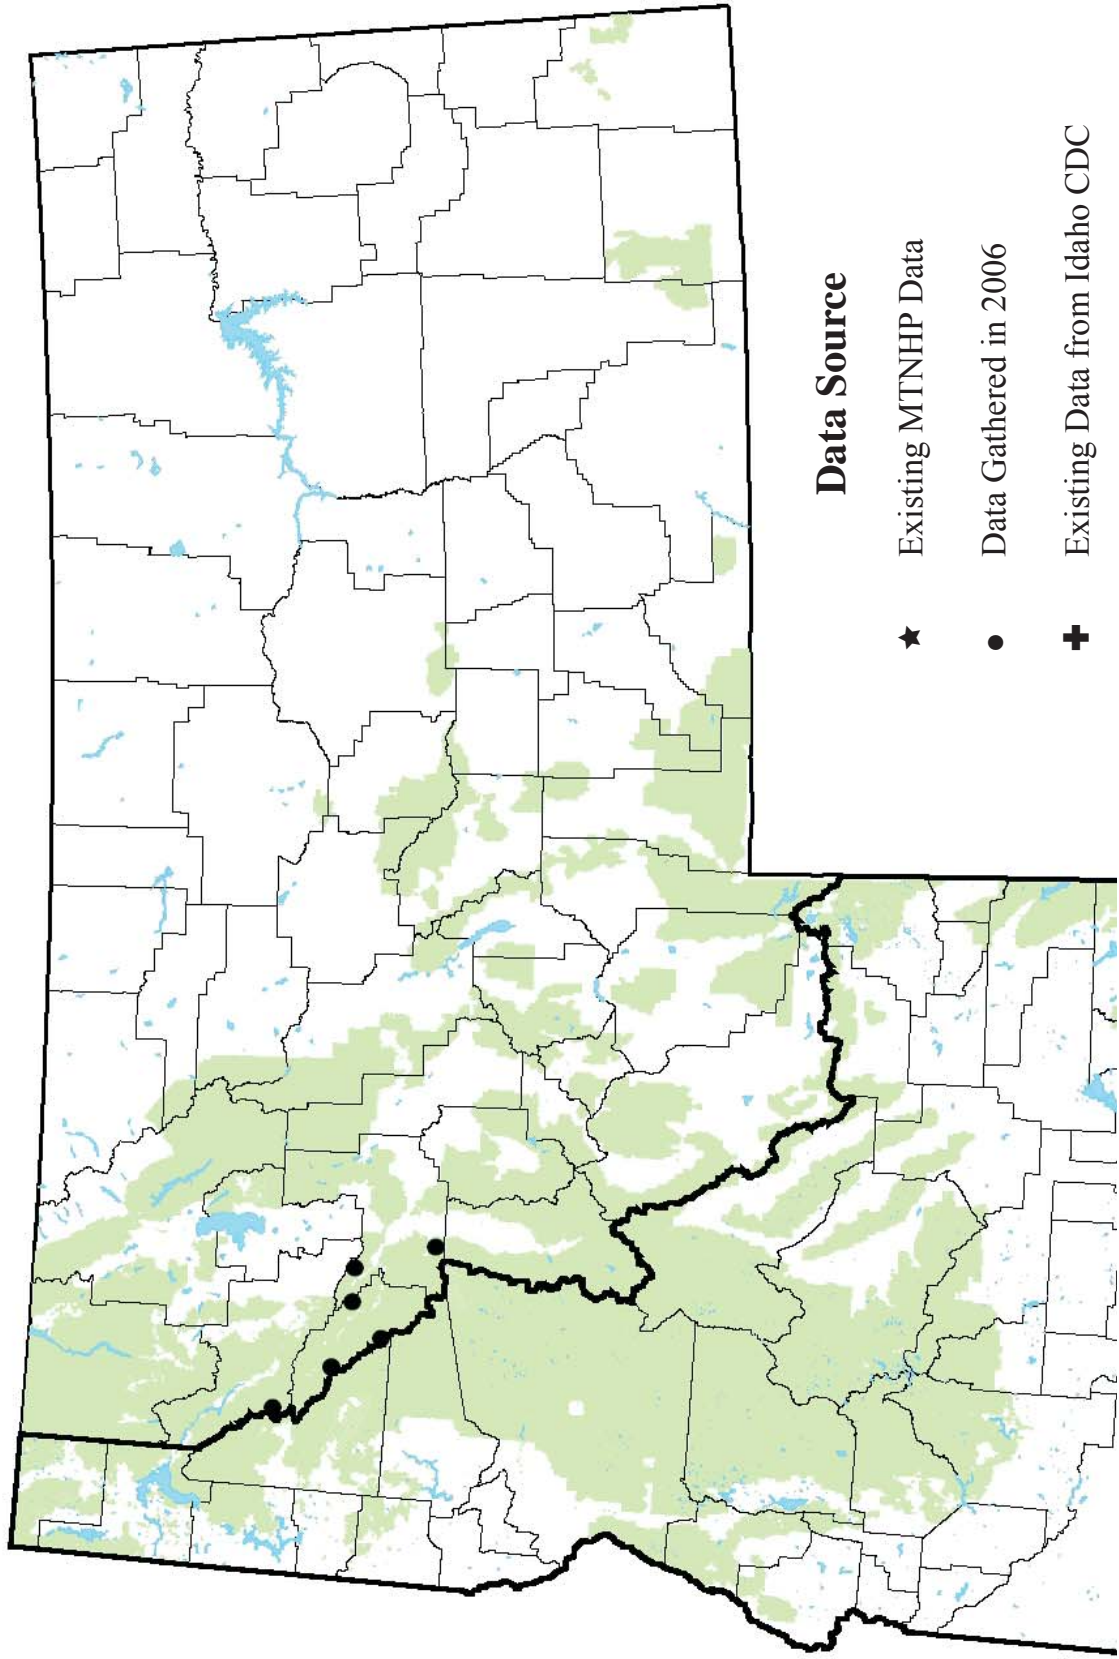 Data Source
Existing MTNHP Data
Data Gathered in 2006
Existing Data from Idaho CDC